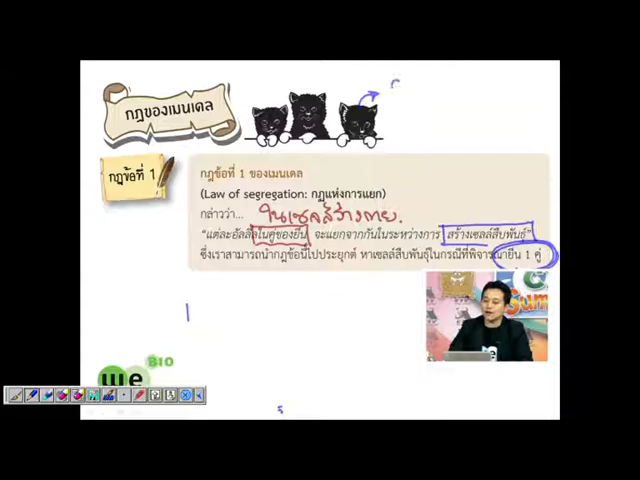 กฎของเมนเดล
กฎข้อที่ 1
กฎข้อที่ 1 ของเมนเดล
(Law of segregation: กฎแห่งการแยก)
กล่าวว่า... ในเซลล์ร่างกาย.
"แต่ละอัลลีลในคู่ของยีน จะแยกจากกันในระหว่างการ สร้างเซลล์สืบพันธุ์"
ซึ่งเราสามารถนำกฎข้อนี้ไปประยุกต์ หาเซลล์สืบพันธุ์ในกรณีที่พิจารณายีน 1 คู่
BIO
we